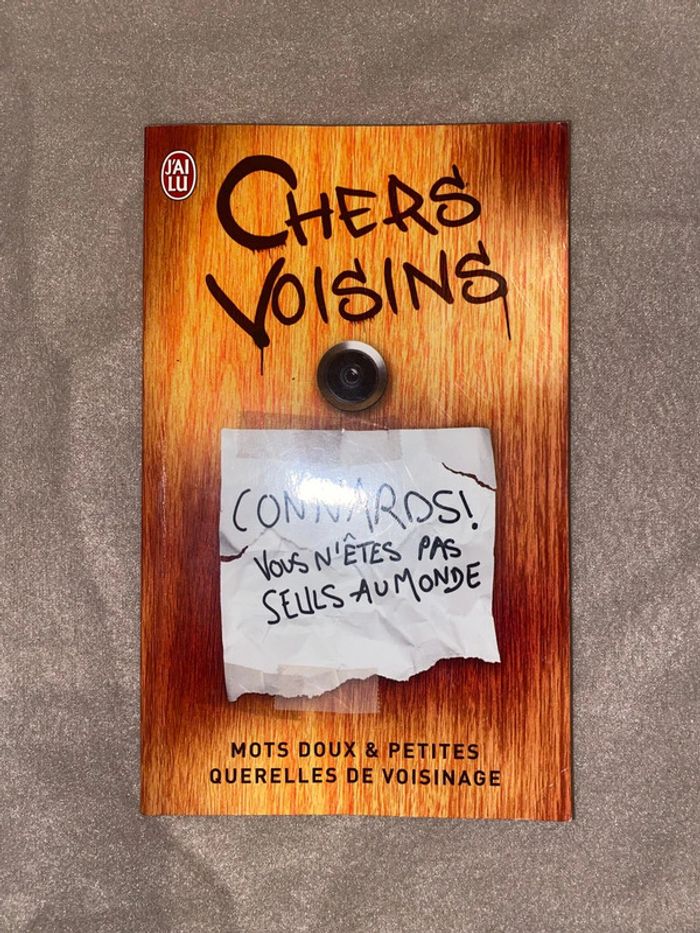 J'AI
LU
CHERS
VOISINS
CONNARDS!
VOUS N'ÊTES PAS
SEULS AU MONDE
MOTS DOUX & PETITES
QUERELLES DE VOISINAGE